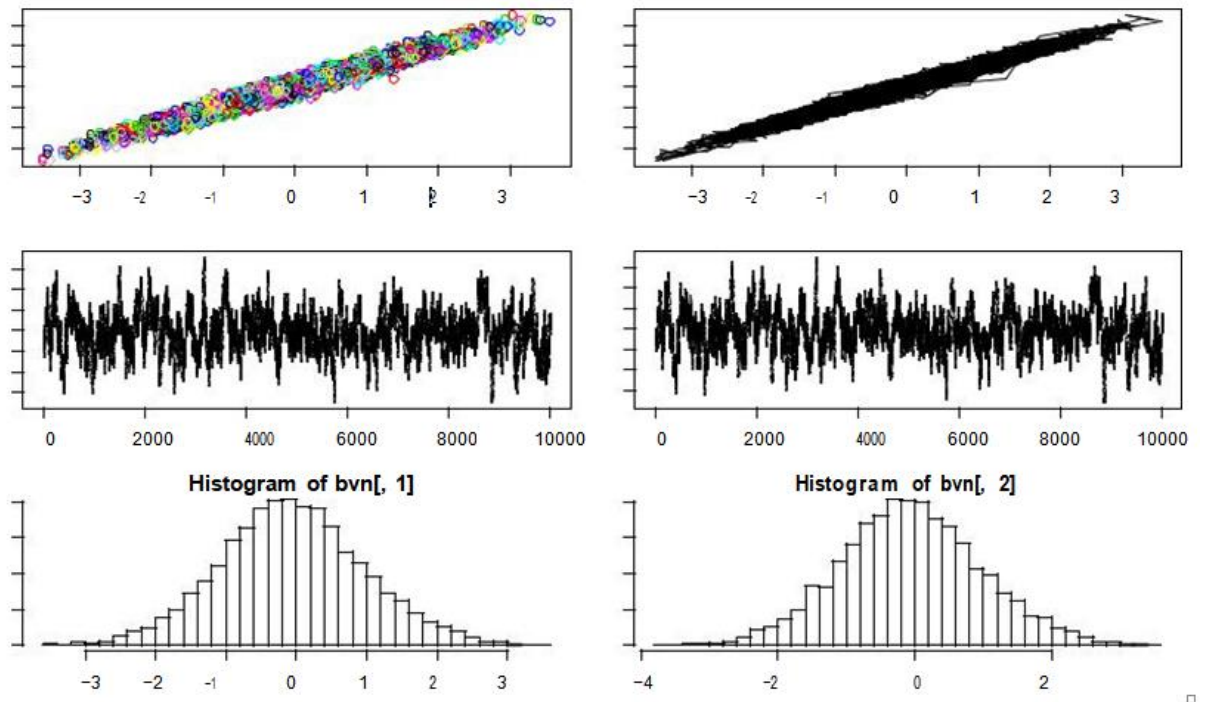 −3 -2 -1 0 1 2 3
−3 -2 -1 0 1 2 3
0 2000 4000 6000 8000 10000
0 2000 4000 6000 8000 10000
Histogram of bvn[, 1]
Histogram of bvn[, 2]
−3 −2 -1 0 1 2 3
−4 −2 0 2